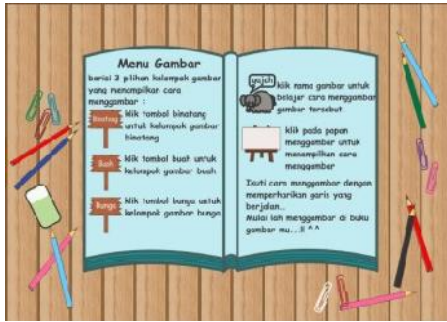 Menu Gambar
berisi 3 pilihan kelompok gambar
yang menampilkan cara
menggambar :
Binatang
klik tombol binatang
untuk kelompok gambar
binatang
Buah
klik tombol buah untuk
kelompok gambar buah
Bunga
klik tombol bunga untuk
kelompok gambar bunga
gajah
klik nama gambar untuk
belajar cara menggambar
gambar tersebut
klik pada papan
menggambar untuk
menampilkan cara
menggambar
Ikuti cara menggambar dengan
memperhatikan garis yang
berjalan..
Mulai lah menggambar di buku
gambar mu...!! ^^